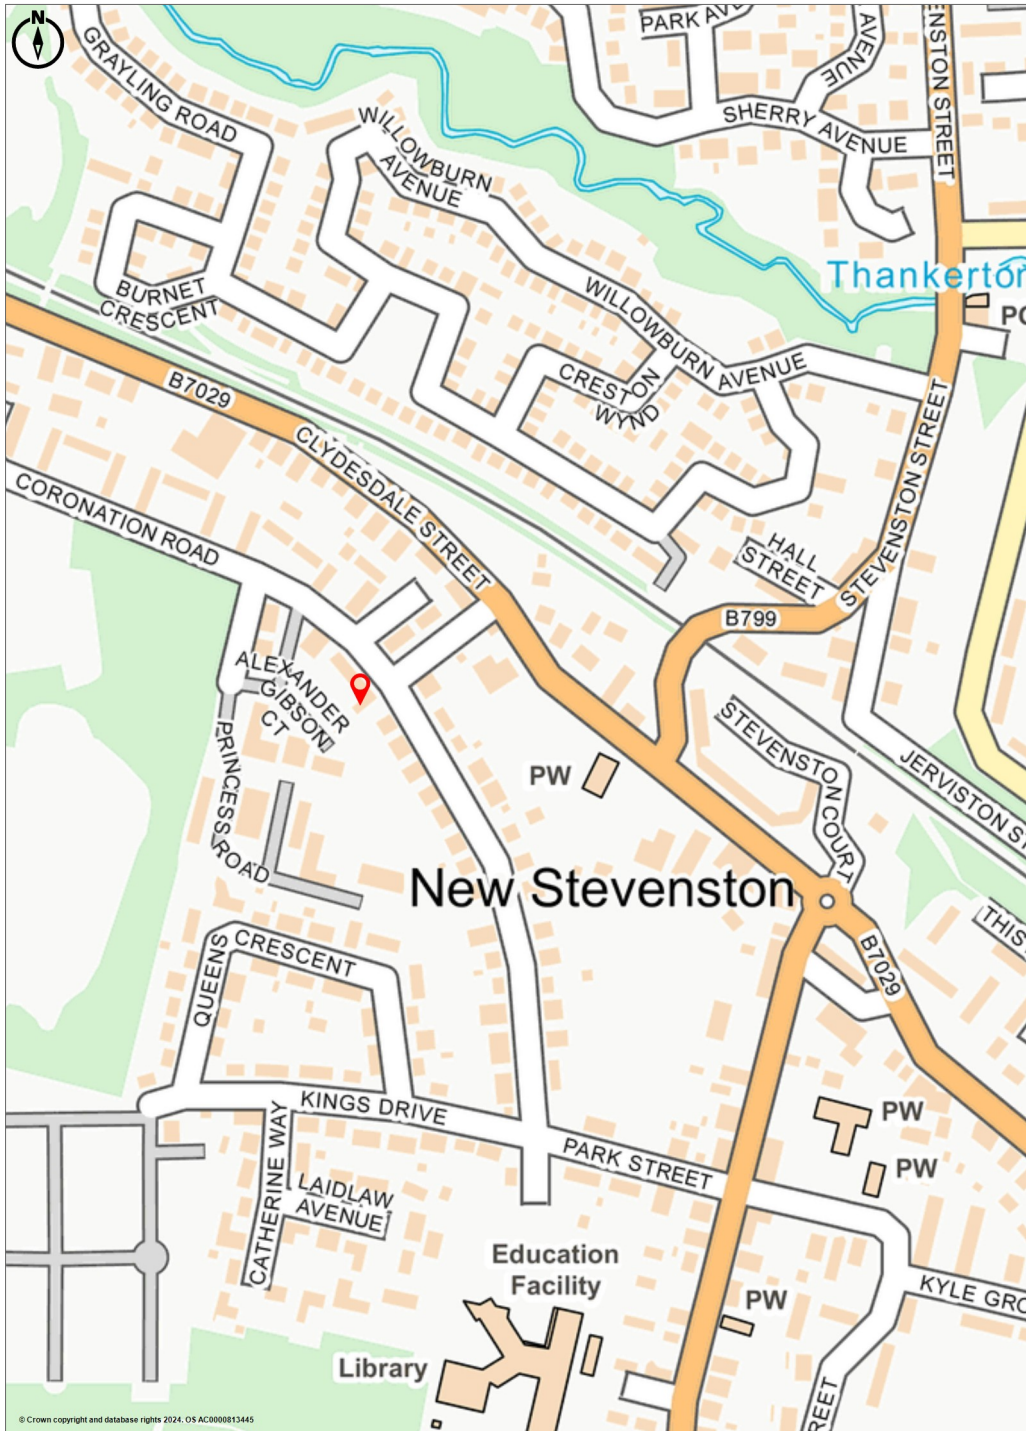 N
PARK AV
AVENUE
ENSTON STREET
GRAYLING ROAD
SHERRY AVENUE
WILLOWBURN
AVENUE
Thankerton
BURNET
CRESCENT
WILLOWBURN AVENUE
CRESTON
WYND
B7029
CLYDESDALE STREET
STEVENSTON STREET
CORONATION ROAD
HALL
STREET
B799
ALEXANDER
GIBSON
CT
PRINCESS
ROAD
STEVENSTON
COURT
JERVISTON ST
PW
New Stevenston
THIS
B7029
QUEENS
CRESCENT
KINGS DRIVE
PARK STREET
PW
PW
CATHERINE WAY
LAIDLAW
AVENUE
Education
Facility
KYLE GRO
PW
Library
REET
© Crown copyright and database rights 2024. OS AC0000813445